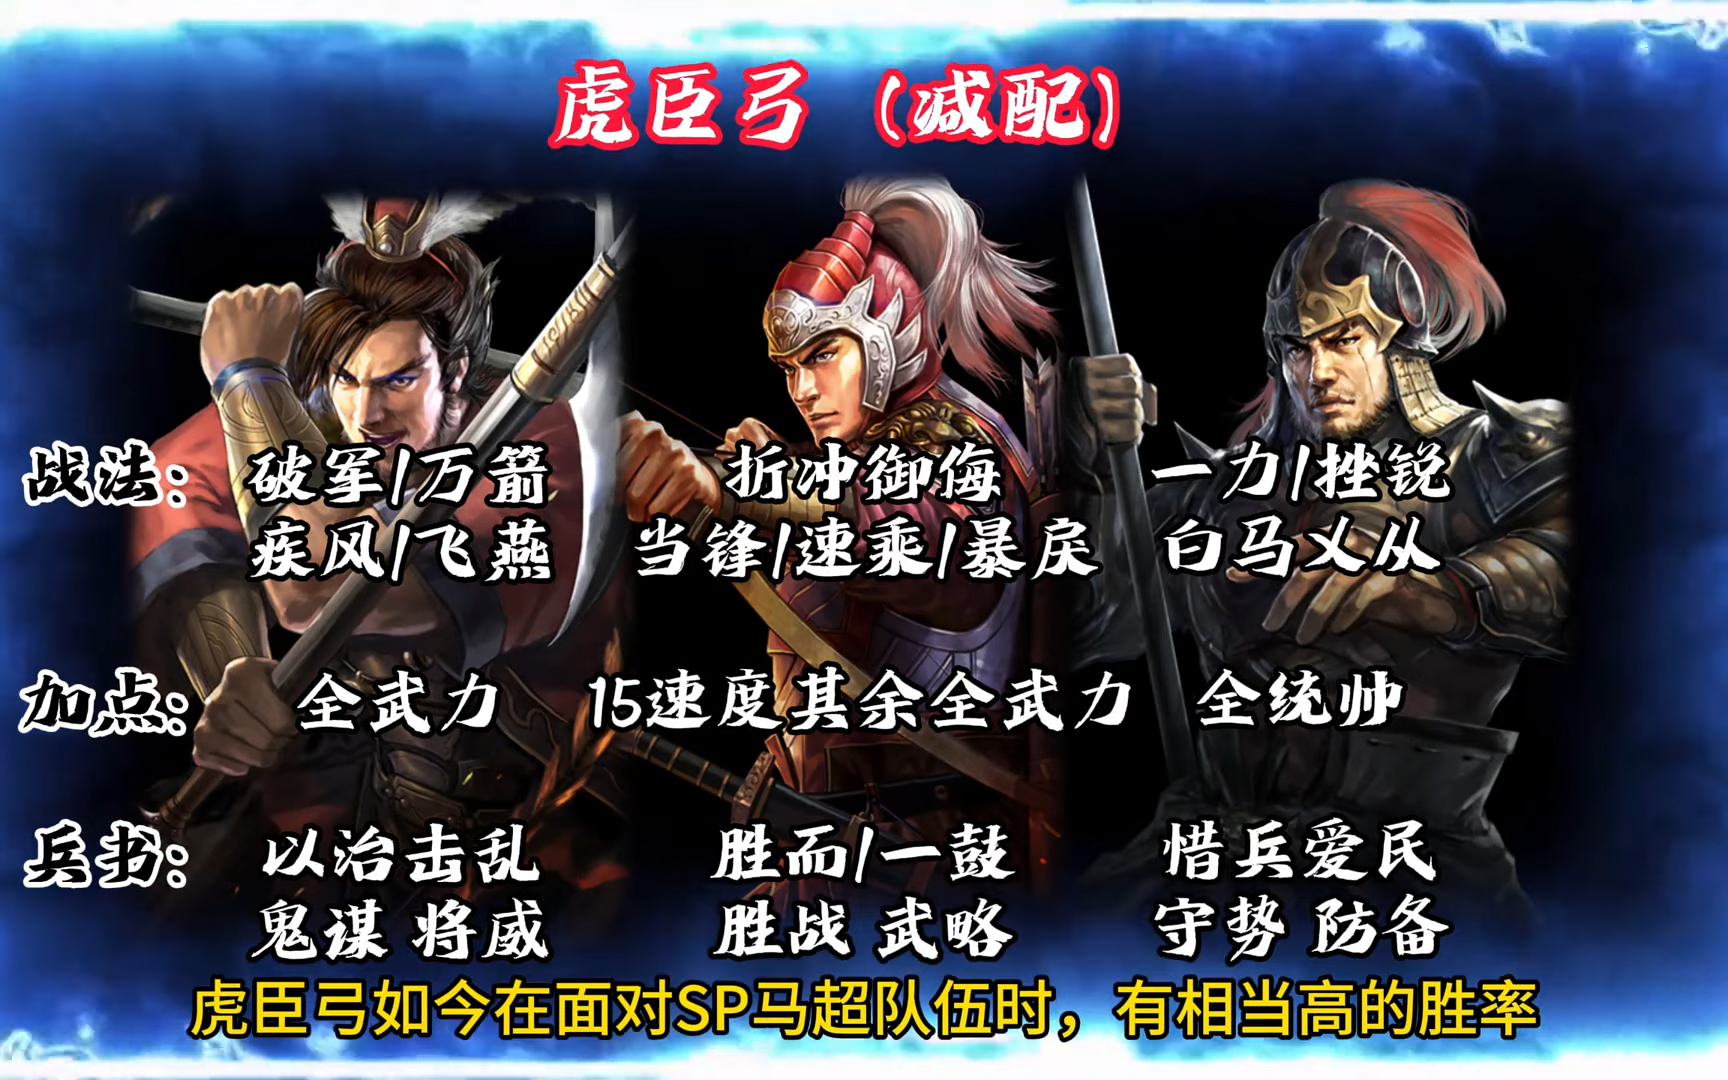 虎臣弓（减配）
战法： 破军/万箭 折冲御侮 一力/挫锐
疾风/飞燕 当锋/速乘/暴戾 白马义从
加点： 全武力 15速度其余全武力 全统帅
兵书： 以治击乱 胜而/一鼓 惜兵爱民
鬼谋 将威 胜战 武略 守势 防备
虎臣弓如今在面对SP马超队伍时，有相当高的胜率